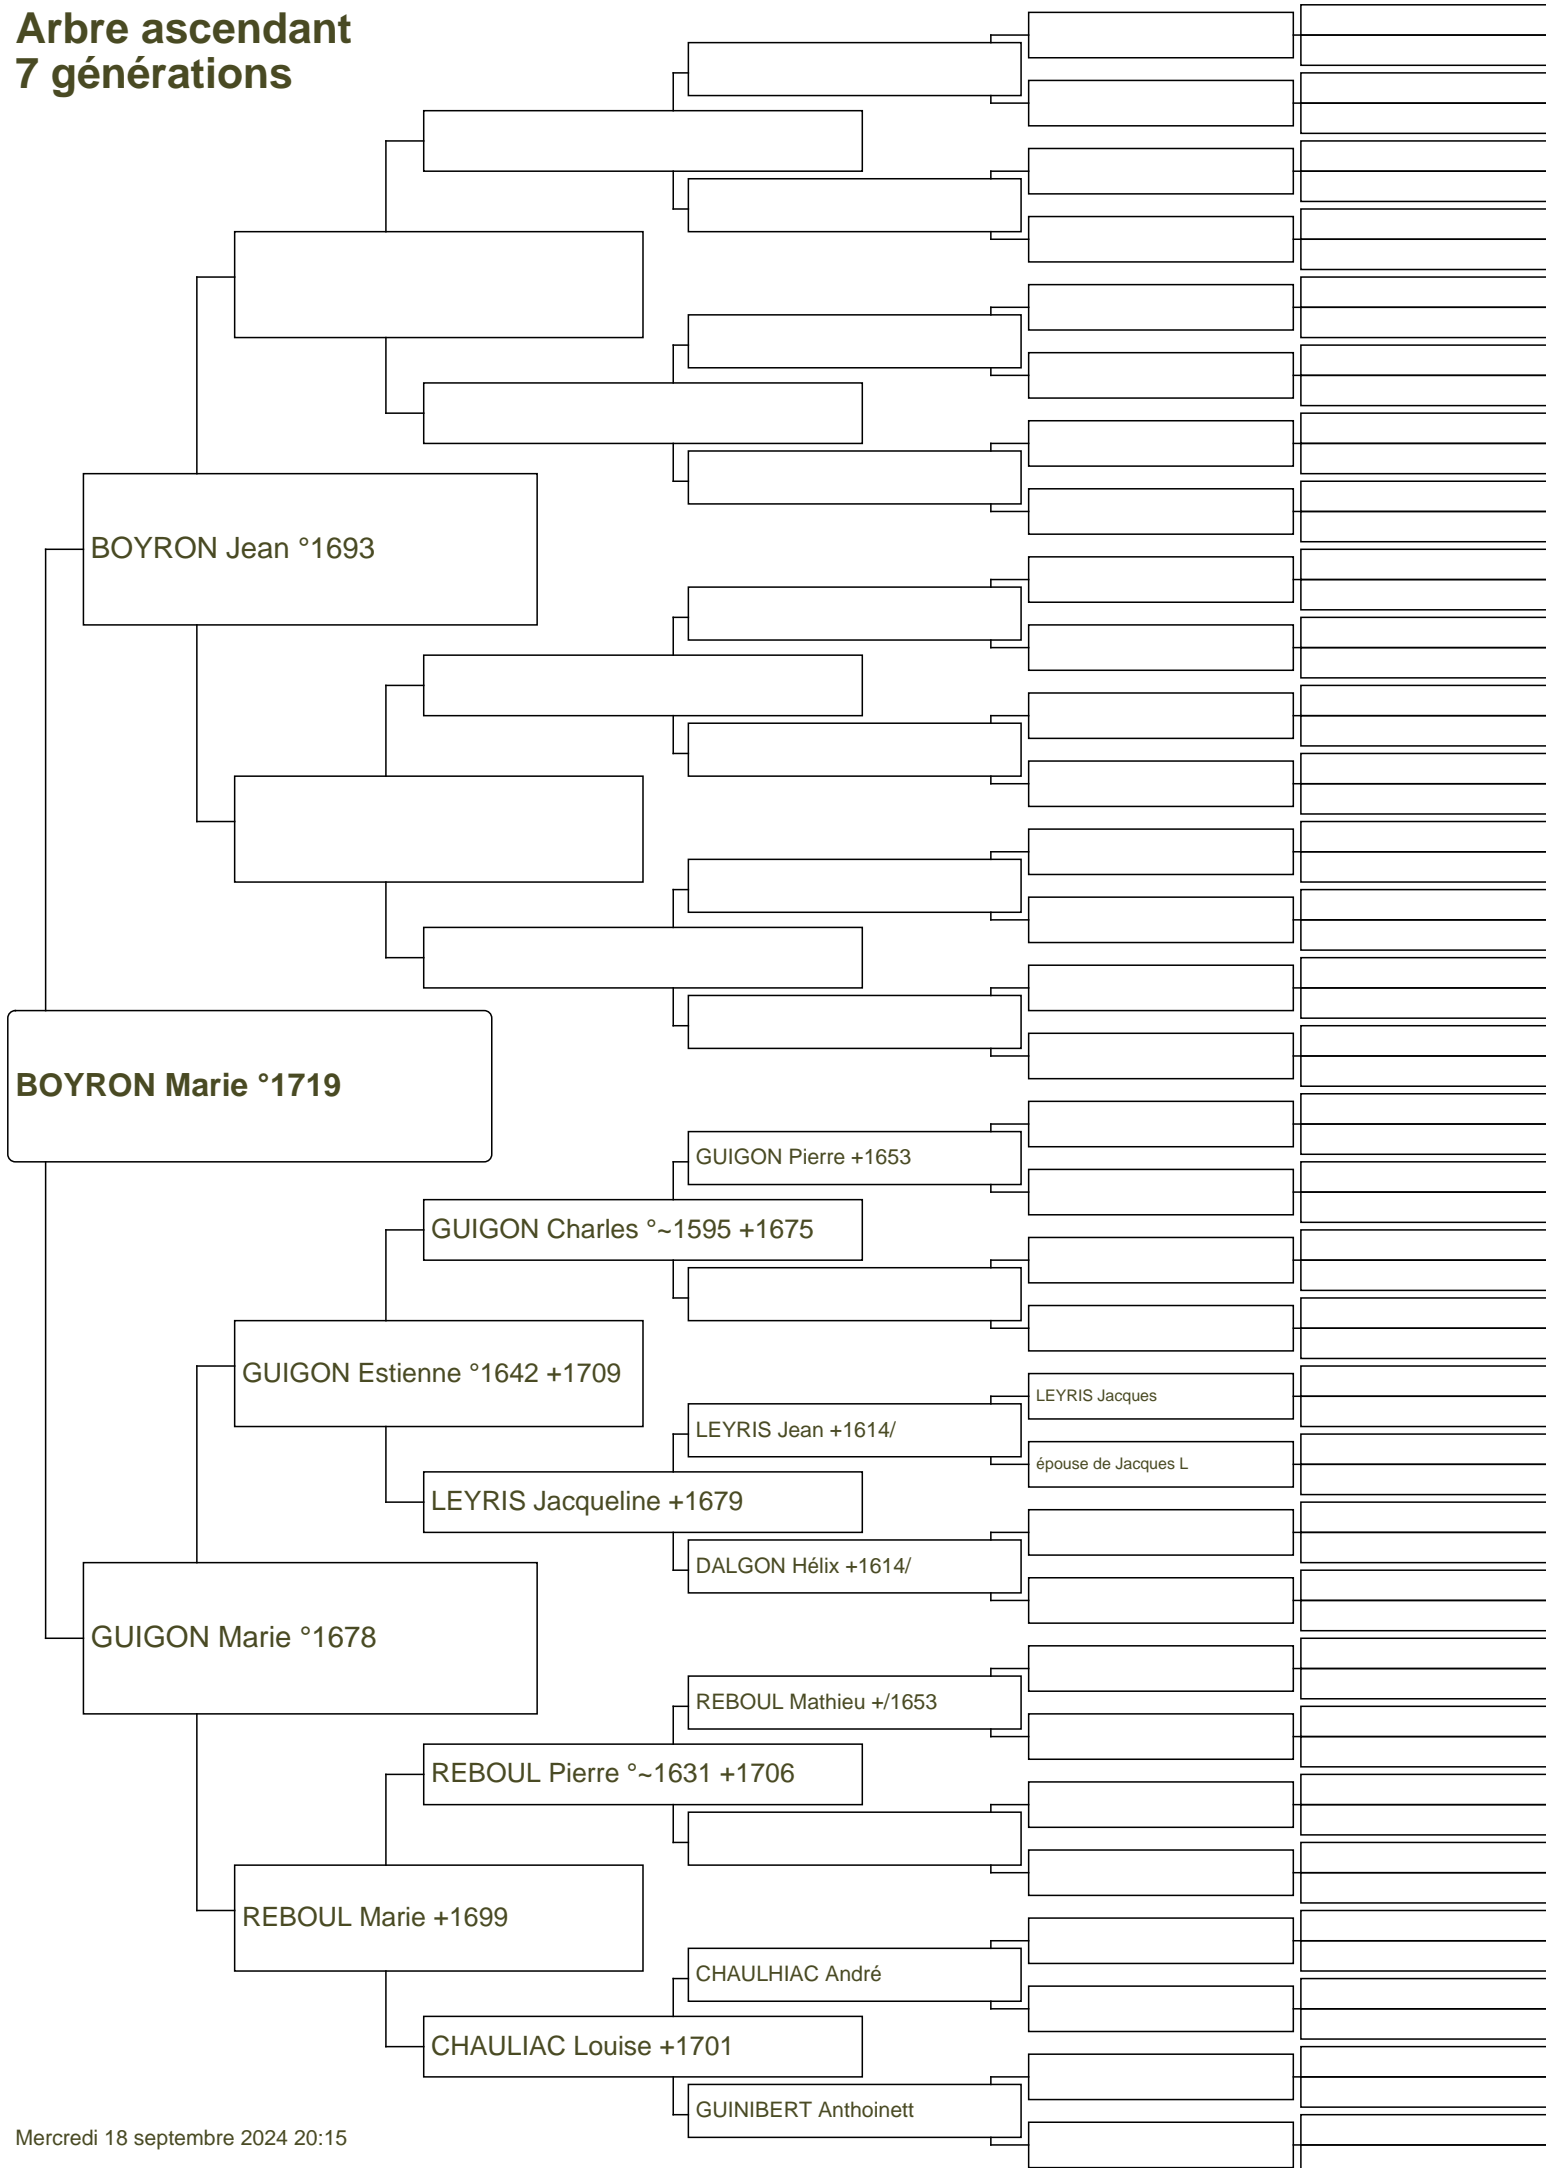 Arbre ascendant
7 générations
BOYRON Jean °1693
BOYRON Marie °1719
GUIGON Pierre +1653
GUIGON Charles °~1595 +1675
GUIGON Estienne °1642 +1709
LEYRIS Jacques
LEYRIS Jean +1614/
épouse de Jacques L
LEYRIS Jacqueline +1679
DALGON Hélix +1614/
GUIGON Marie °1678
REBOUL Mathieu +/1653
REBOUL Pierre °~1631 +1706
REBOUL Marie +1699
CHAULHIAC André
CHAULIAC Louise +1701
GUINIBERT Anthoinett
Mercredi 18 septembre 2024 20:15